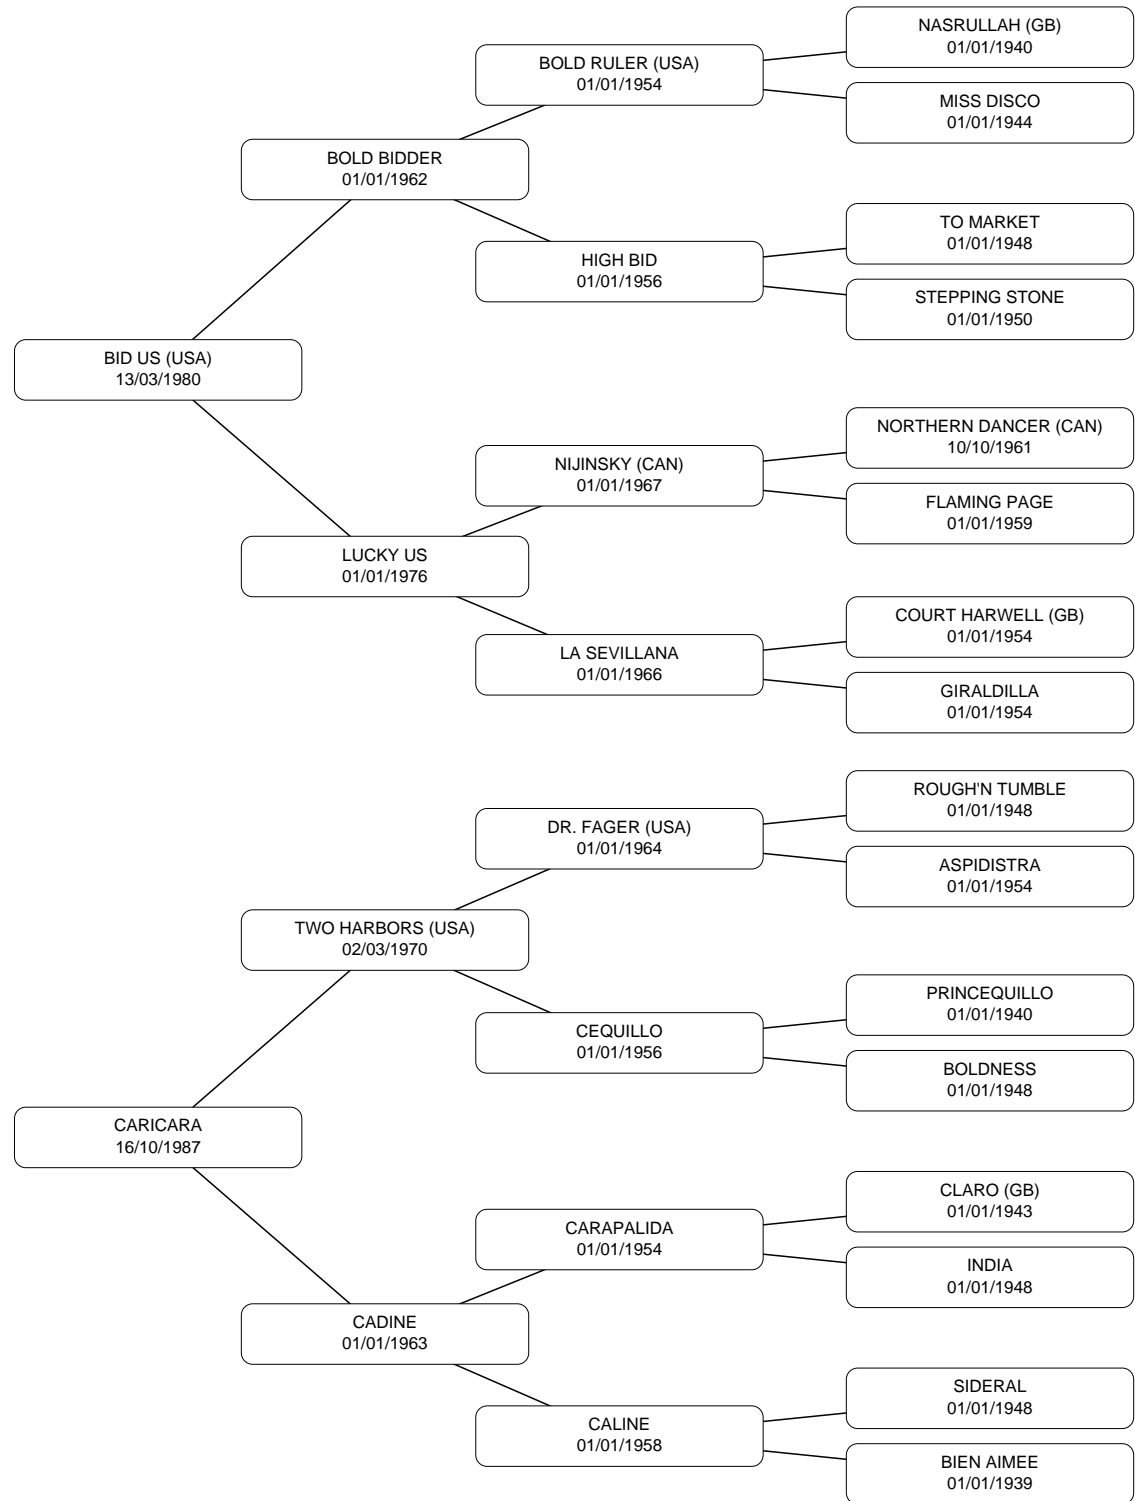 NASRULLAH (GB)
01/01/1940
BOLD RULER (USA)
01/01/1954
MISS DISCO
01/01/1944
BOLD BIDDER
01/01/1962
TO MARKET
01/01/1948
HIGH BID
01/01/1956
STEPPING STONE
01/01/1950
BID US (USA)
13/03/1980
NORTHERN DANCER (CAN)
10/10/1961
NIJINSKY (CAN)
01/01/1967
FLAMING PAGE
01/01/1959
LUCKY US
01/01/1976
COURT HARWELL (GB)
01/01/1954
LA SEVILLANA
01/01/1966
GIRALDILLA
01/01/1954
ROUGH'N TUMBLE
01/01/1948
DR. FAGER (USA)
01/01/1964
ASPIDISTRA
01/01/1954
TWO HARBORS (USA)
02/03/1970
PRINCEQUILLO
01/01/1940
CEQUILLO
01/01/1956
BOLDNESS
01/01/1948
CARICARA
16/10/1987
CLARO (GB)
01/01/1943
CARAPALIDA
01/01/1954
INDIA
01/01/1948
CADINE
01/01/1963
SIDERAL
01/01/1948
CALINE
01/01/1958
BIEN AIMEE
01/01/1939